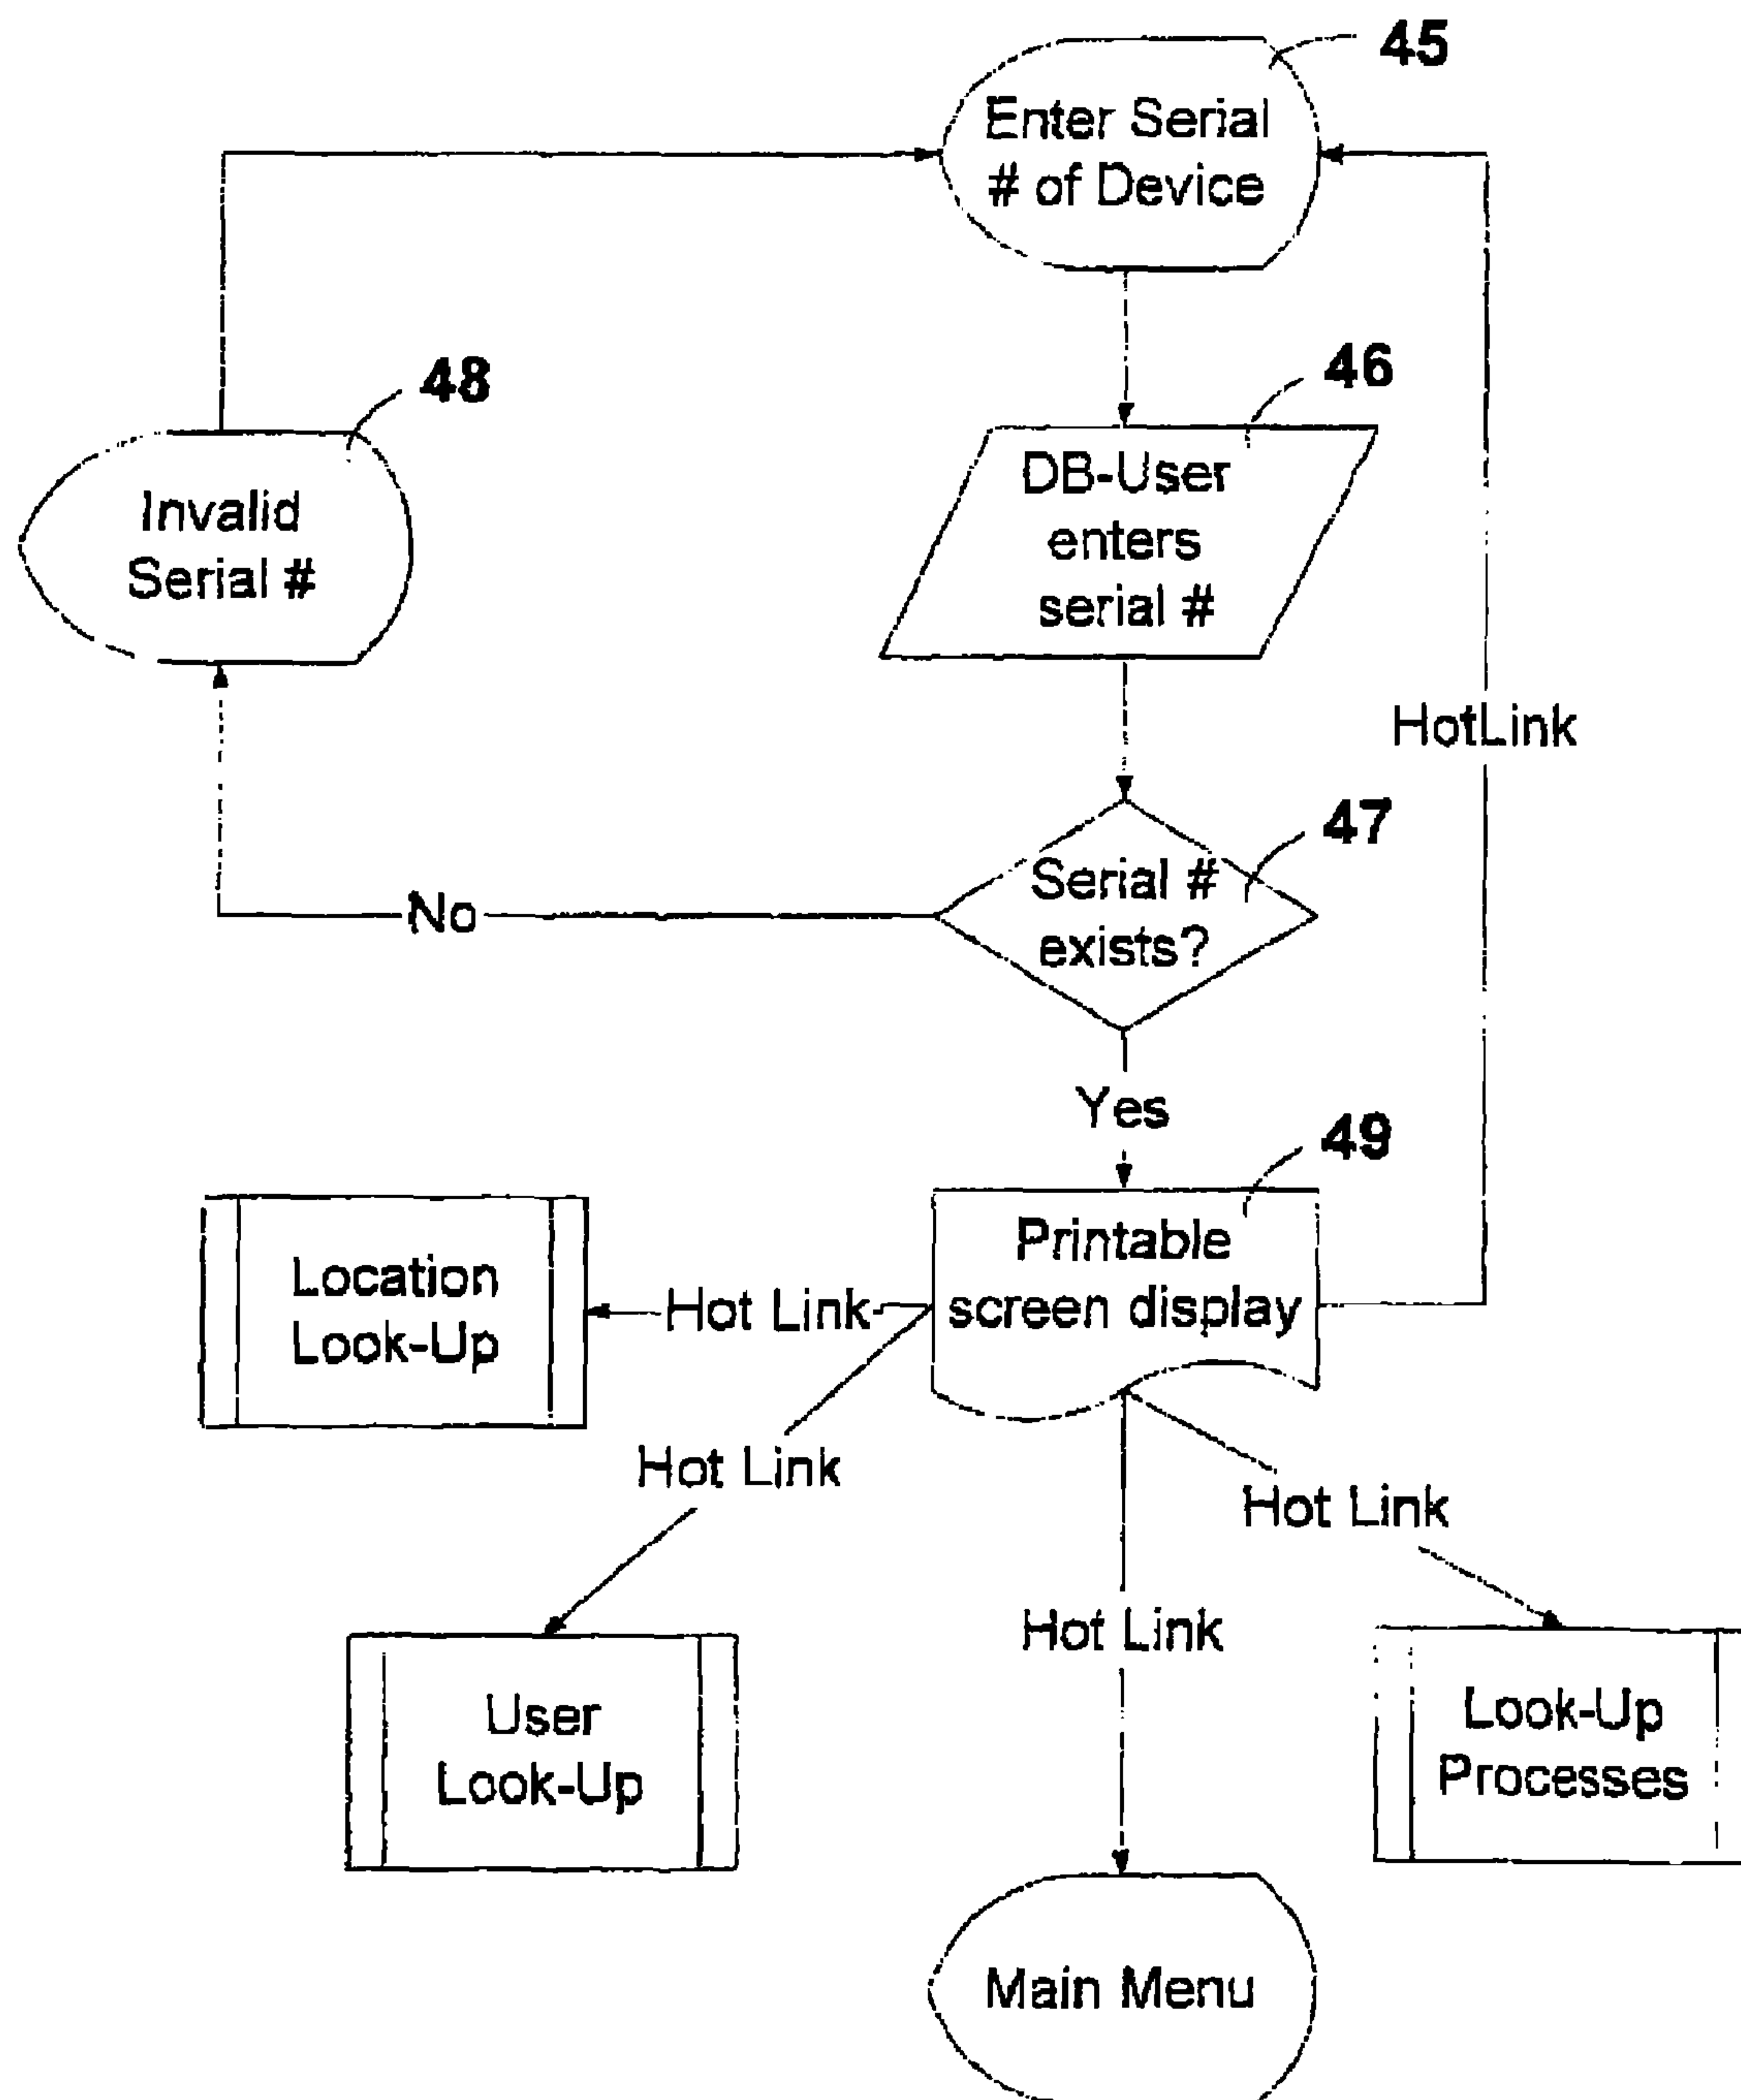 45
Enter Serial
# of Device
48
46
Invalid
Serial #
DB-User
enters
serial #
HotLink
47
Serial #
exists?
No
Yes
49
Printable
screen display
Location
Look-Up
Hot Link
Hot Link
Hot Link
Hot Link
User
Look-Up
Look-Up
Processes
Main Menu